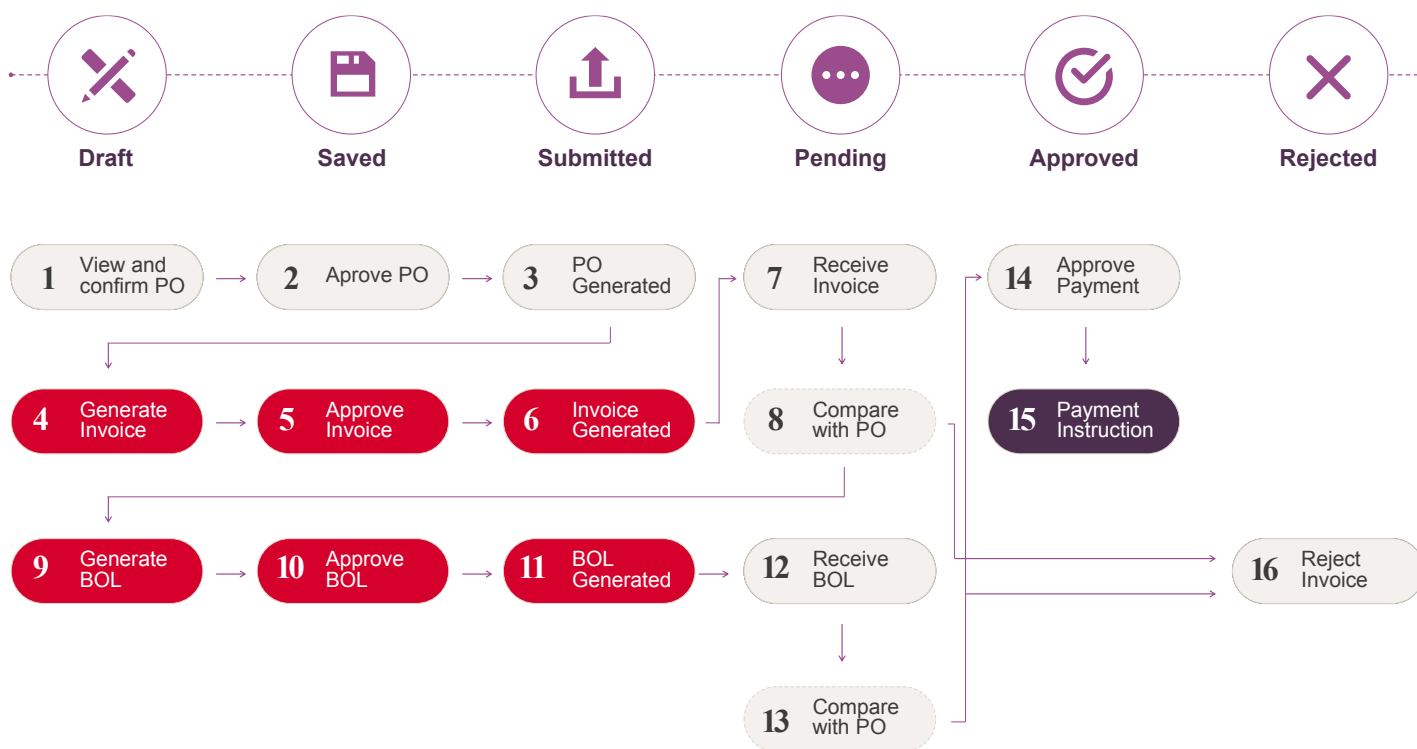 Draft
Saved
Submitted
Pending
Approved
Rejected
1 View and
confirm PO
2 Aprove PO
3 PO
Generated
7 Receive
Invoice
14 Approve
Payment
4 Generate
Invoice
5 Approve
Invoice
6 Invoice
Generated
8 Compare
with PO
15 Payment
Instruction
9 Generate
BOL
10 Approve
BOL
11 BOL
Generated
12 Receive
BOL
16 Reject
Invoice
13 Compare
with PO